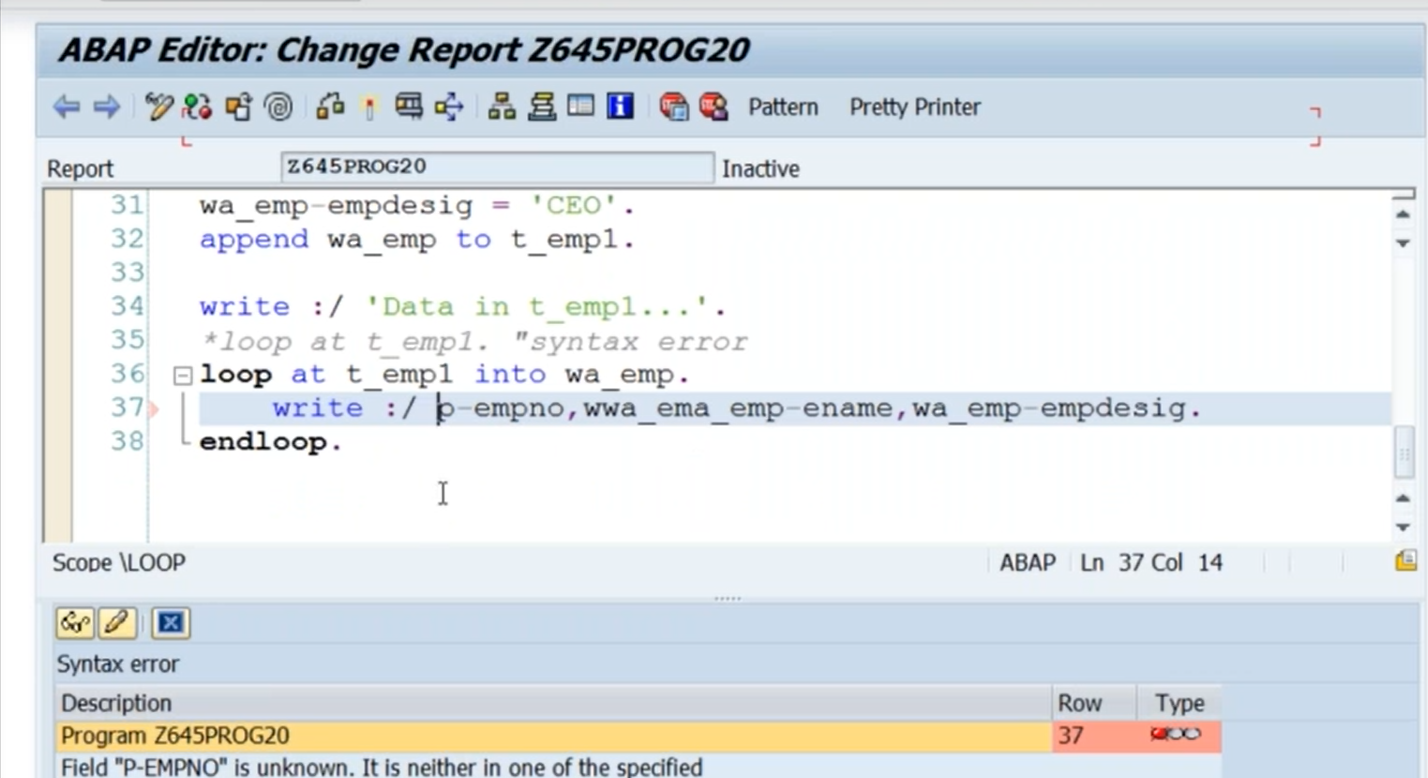 ABAP Editor: Change Report Z645PROG20
Pattern Pretty Printer
Report Z645PROG20 Inactive
31 wa_emp-empdesig = 'CEO'.
32 append wa_emp to t_emp1.
33
34 write :/ 'Data in t_emp1...'.
35 *loop at t_emp1. "syntax error
36 loop at t_emp1 into wa_emp.
37 write :/ p-empno,wwa_ema_emp-ename,wa_emp-empdesig.
38 endloop.
Scope \LOOP ABAP Ln 37 Col 14
Syntax error
Description Row Type
Program Z645PROG20 37
Field "P-EMPNO" is unknown. It is neither in one of the specified